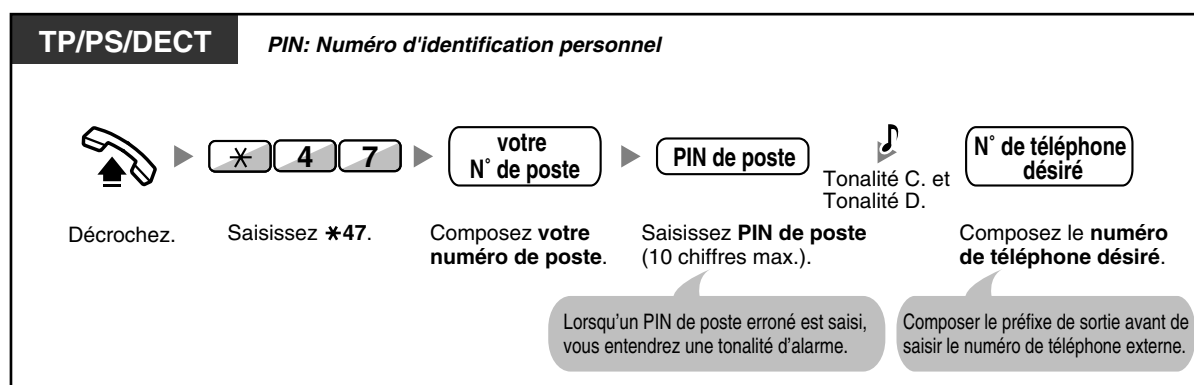 TP/PS/DECT
PIN: Numéro d'identification personnel
✳ 4 7
votre
N° de poste
PIN de poste
Tonalité C. et
Tonalité D.
N° de téléphone
désiré
Décrochez.
Saisissez ✳47.
Composez votre
numéro de poste.
Saisissez PIN de poste
(10 chiffres max.).
Composez le numéro
de téléphone désiré.
Lorsqu'un PIN de poste erroné est saisi,
vous entendrez une tonalité d'alarme.
Composer le préfixe de sortie avant de
saisir le numéro de téléphone externe.